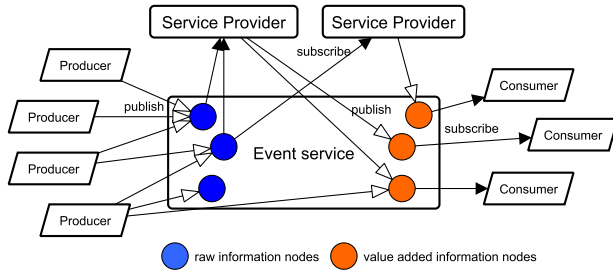 Service Provider
Service Provider
subscribe
Producer
Consumer
publish
publish
Producer
subscribe
Consumer
Event service
Producer
Consumer
Producer
raw information nodes
value added information nodes